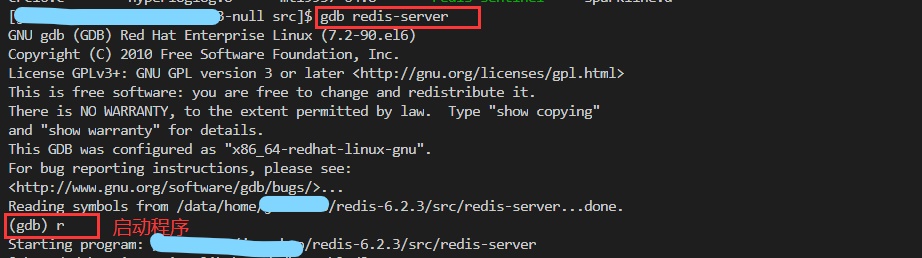 [3-null src]$ gdb redis-server
GNU gdb (GDB) Red Hat Enterprise Linux (7.2-90.el6)
Copyright (C) 2010 Free Software Foundation, Inc.
License GPLv3+: GNU GPL version 3 or later <http://gnu.org/licenses/gpl.html>
This is free software: you are free to change and redistribute it.
There is NO WARRANTY, to the extent permitted by law.  Type "show copying"
and "show warranty" for details.
This GDB was configured as "x86_64-redhat-linux-gnu".
For bug reporting instructions, please see:
<http://www.gnu.org/software/gdb/bugs/>...
Reading symbols from /data/home/ /redis-6.2.3/src/redis-server...done.
(gdb) r 启动程序
Starting program: /redis-6.2.3/src/redis-server